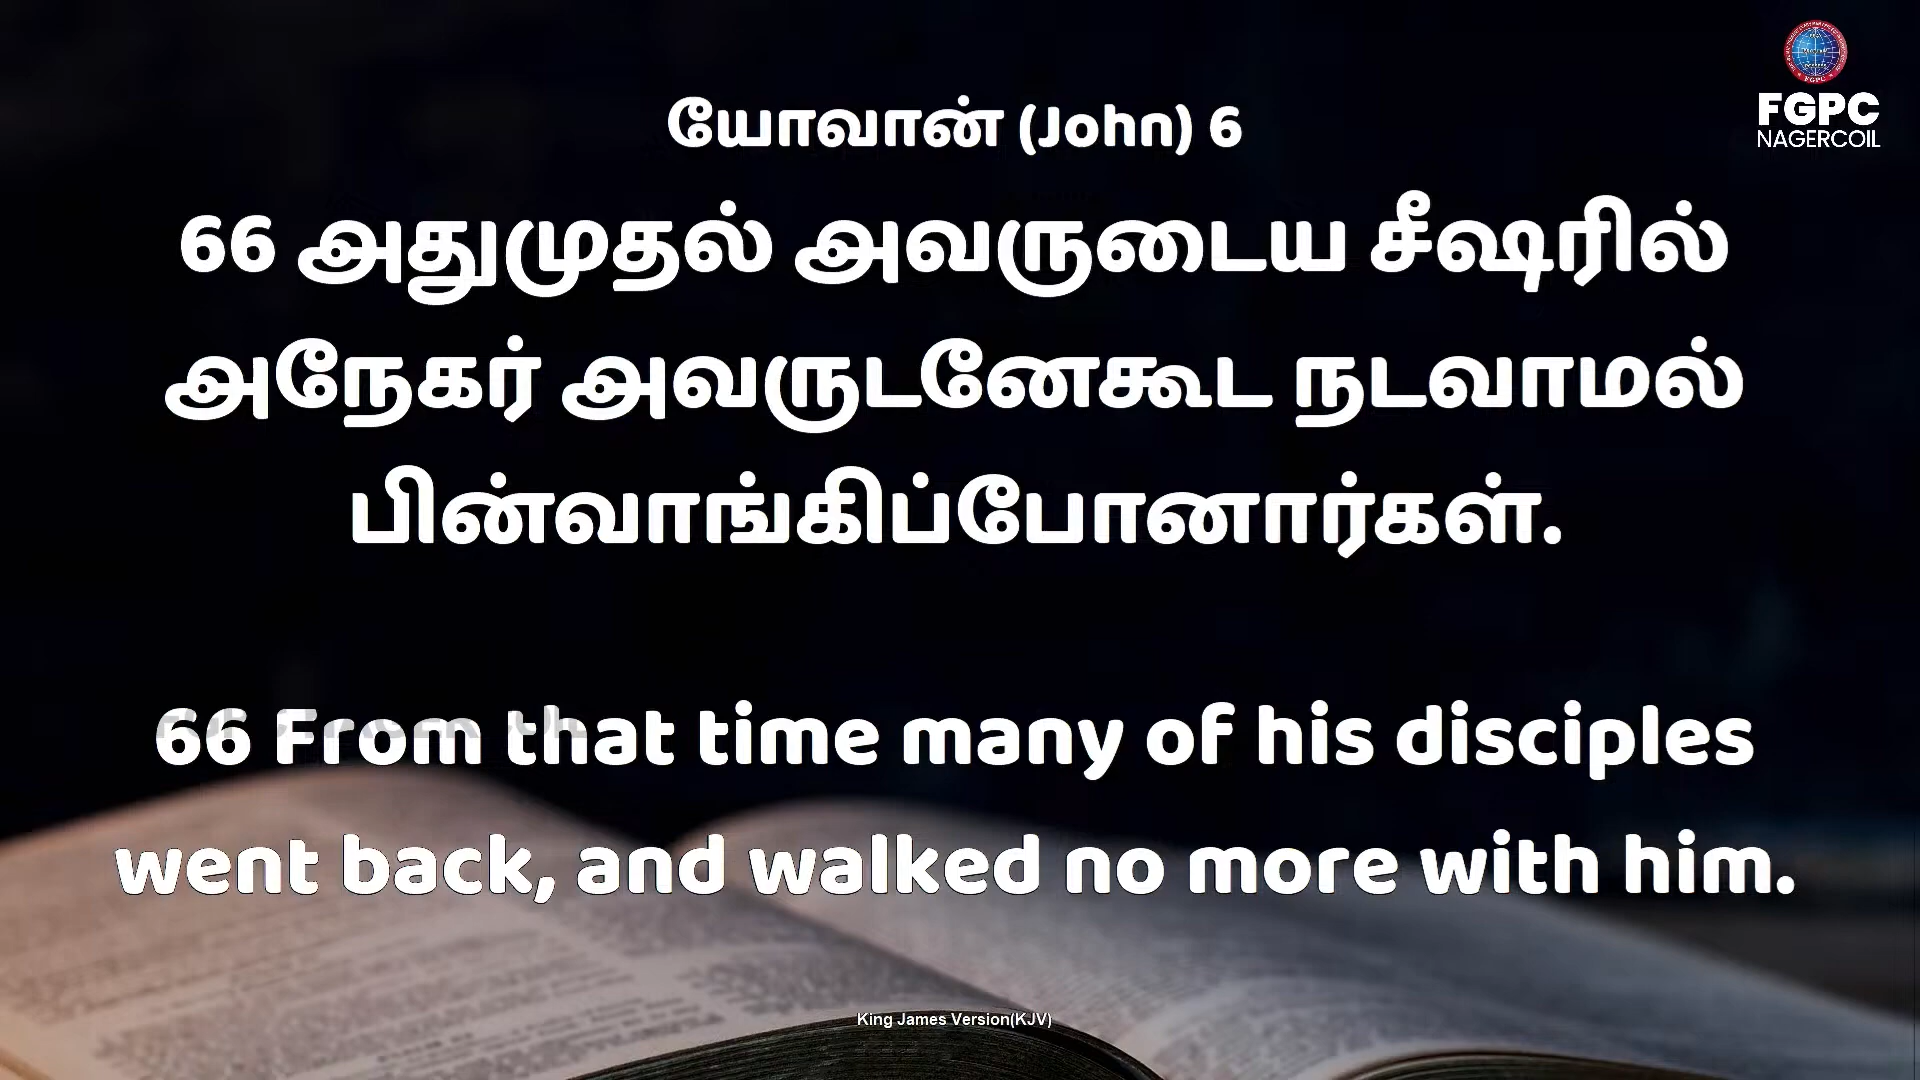 யோவான் (John) 6
FGPC
NAGERCOIL
66 அதுமுதல் அவருடைய சீஷரில்
அநேகர் அவருடனேகூட நடவாமல்
பின்வாங்கிப்போனார்கள்.
66 From that time many of his disciples
went back, and walked no more with him.
King James Version(KJV)